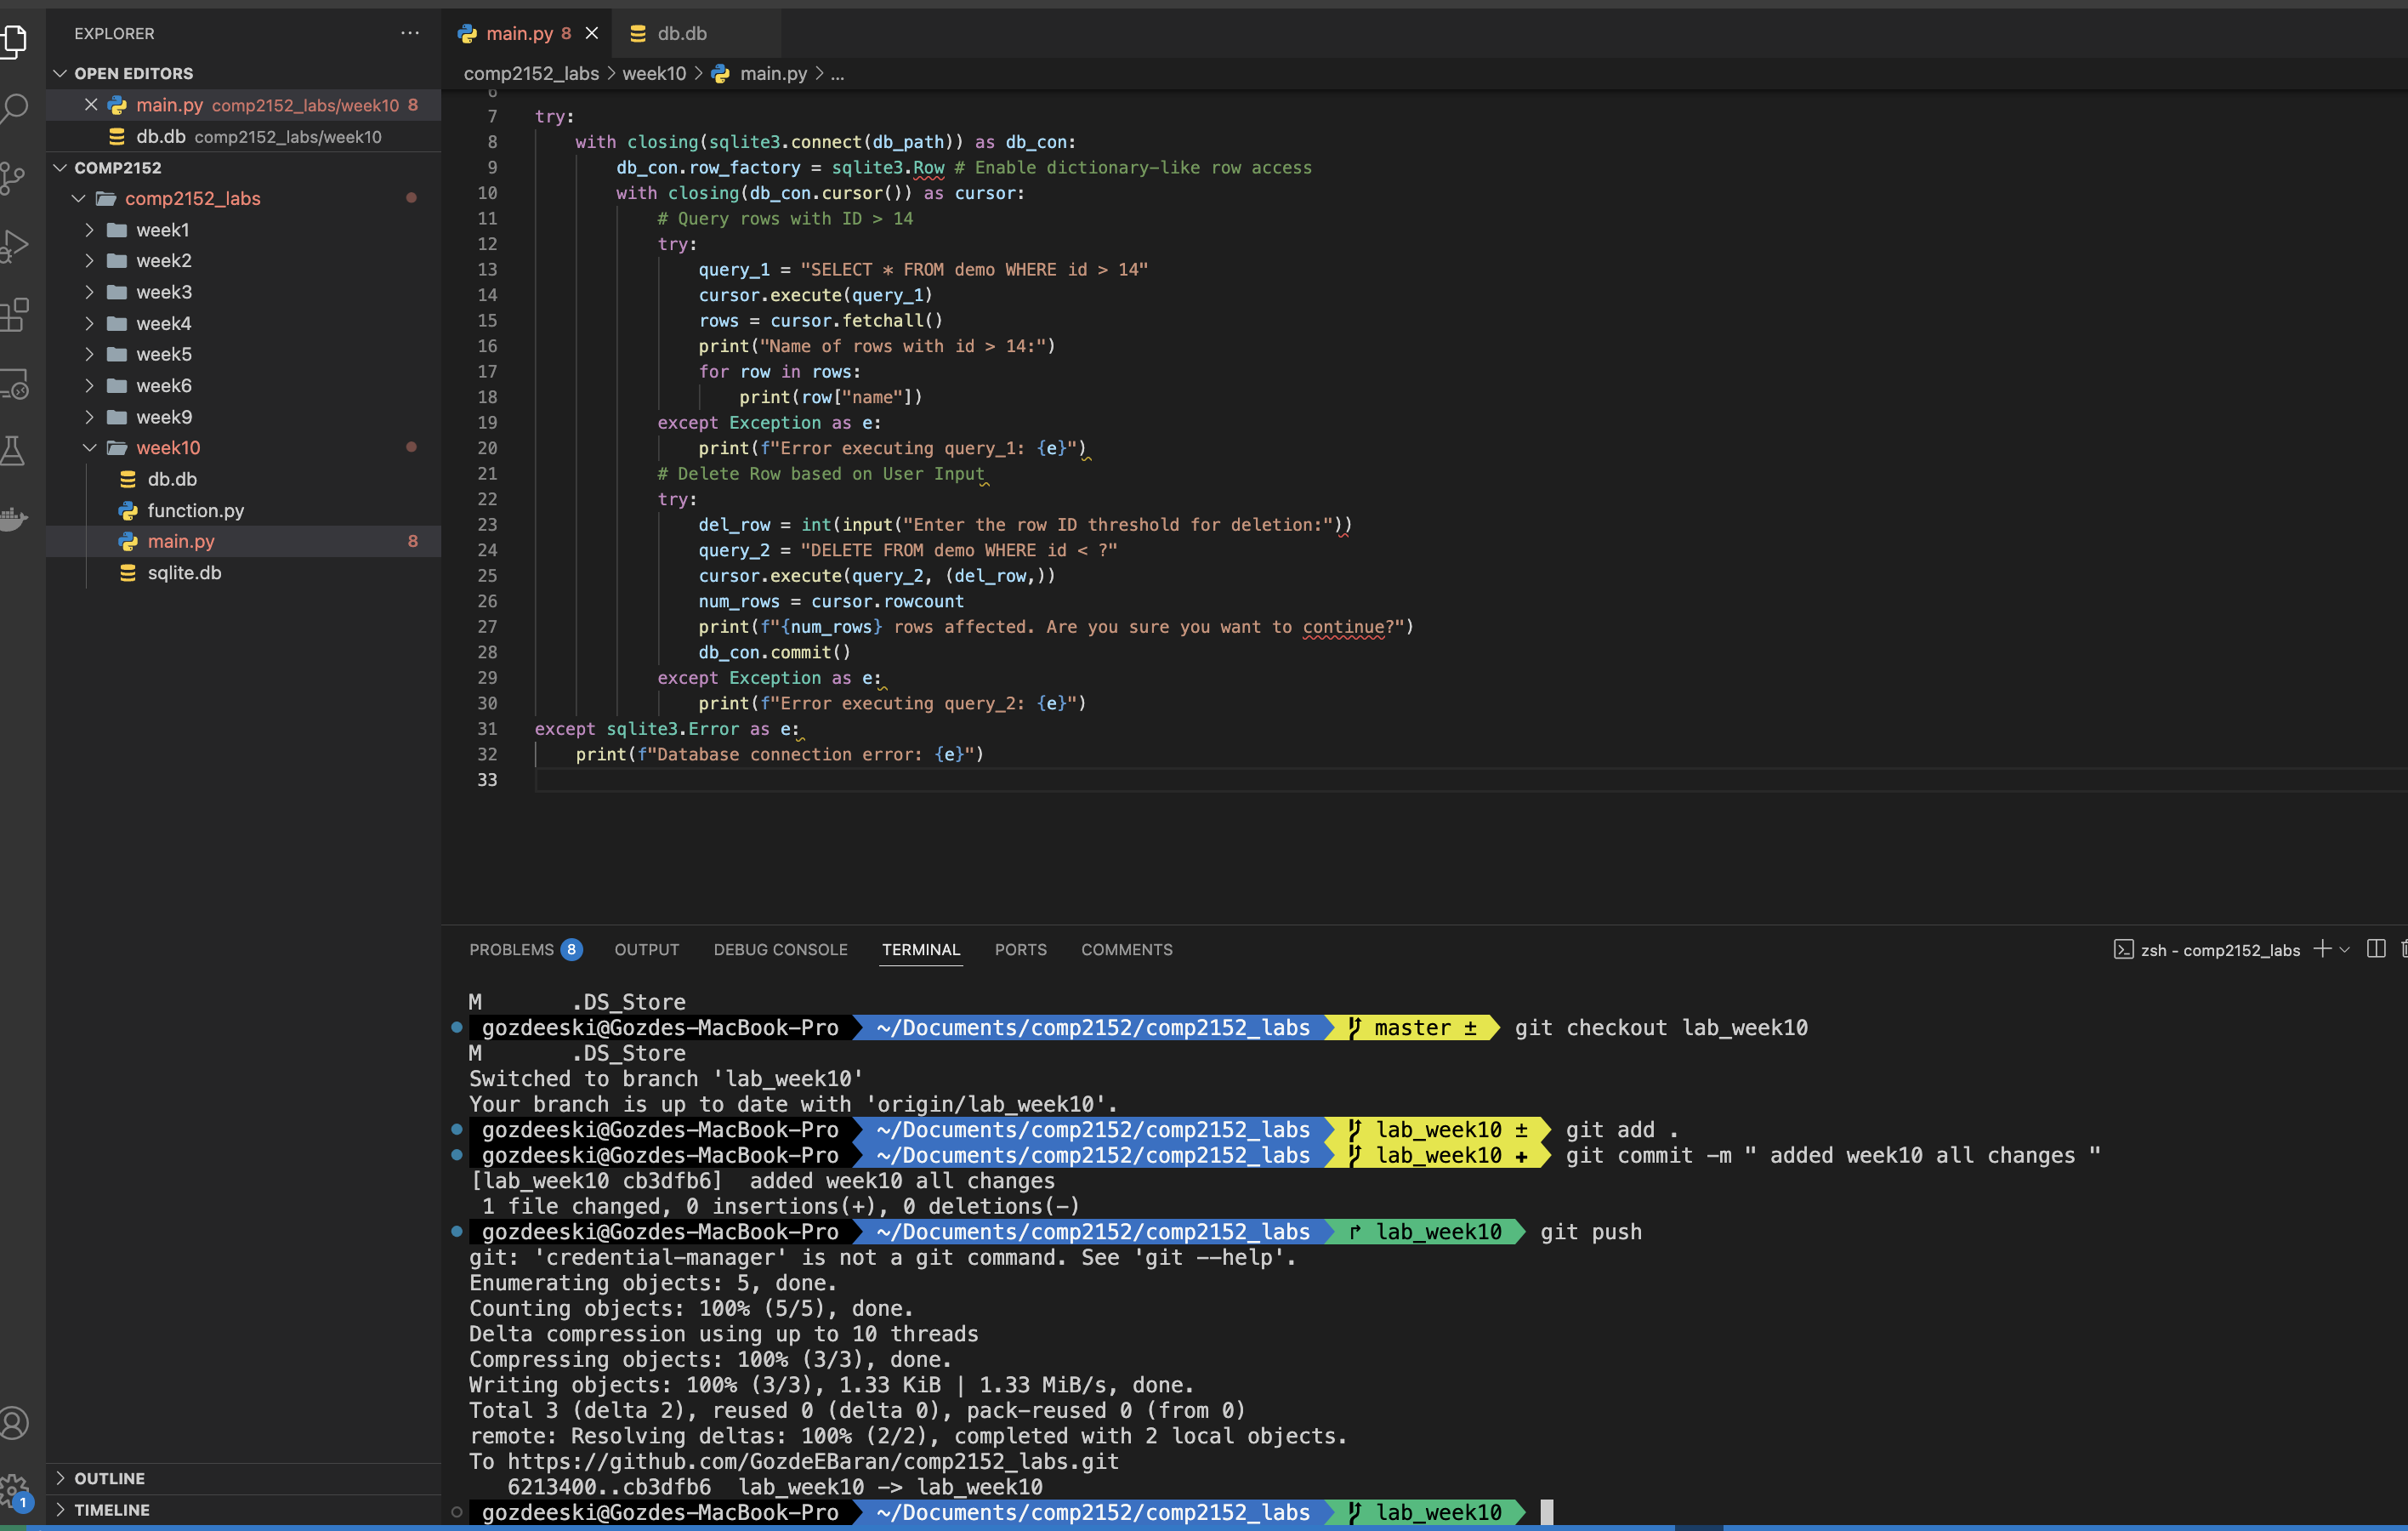 EXPLORER
...
OPEN EDITORS
main.py comp2152_labs/week10 8
db.db comp2152_labs/week10
COMP2152
comp2152_labs
week1
week2
week3
week4
week5
week6
week9
week10
db.db
function.py
main.py 8
sqlite.db
OUTLINE
TIMELINE
1
main.py 8
db.db
comp2152_labs > week10 > main.py > ...
6
7 try:
8 with closing(sqlite3.connect(db_path)) as db_con:
9 db_con.row_factory = sqlite3.Row # Enable dictionary-like row access
10 with closing(db_con.cursor()) as cursor:
11 # Query rows with ID > 14
12 try:
13 query_1 = "SELECT * FROM demo WHERE id > 14"
14 cursor.execute(query_1)
15 rows = cursor.fetchall()
16 print("Name of rows with id > 14:")
17 for row in rows:
18 print(row["name"])
19 except Exception as e:
20 print(f"Error executing query_1: {e}")
21 # Delete Row based on User Input
22 try:
23 del_row = int(input("Enter the row ID threshold for deletion:"))
24 query_2 = "DELETE FROM demo WHERE id < ?"
25 cursor.execute(query_2, (del_row,))
26 num_rows = cursor.rowcount
27 print(f"{num_rows} rows affected. Are you sure you want to continue?")
28 db_con.commit()
29 except Exception as e:
30 print(f"Error executing query_2: {e}")
31 except sqlite3.Error as e:
32 print(f"Database connection error: {e}")
33
PROBLEMS 8 OUTPUT DEBUG CONSOLE TERMINAL PORTS COMMENTS
zsh - comp2152_labs
M .DS_Store
gozdeeski@Gozdes-MacBook-Pro ~/Documents/comp2152/comp2152_labs master ± git checkout lab_week10
M .DS_Store
Switched to branch 'lab_week10'
Your branch is up to date with 'origin/lab_week10'.
gozdeeski@Gozdes-MacBook-Pro ~/Documents/comp2152/comp2152_labs lab_week10 ± git add .
gozdeeski@Gozdes-MacBook-Pro ~/Documents/comp2152/comp2152_labs lab_week10 + git commit -m " added week10 all changes "
[lab_week10 cb3dfb6] added week10 all changes
1 file changed, 0 insertions(+), 0 deletions(-)
gozdeeski@Gozdes-MacBook-Pro ~/Documents/comp2152/comp2152_labs lab_week10 git push
git: 'credential-manager' is not a git command. See 'git --help'.
Enumerating objects: 5, done.
Counting objects: 100% (5/5), done.
Delta compression using up to 10 threads
Compressing objects: 100% (3/3), done.
Writing objects: 100% (3/3), 1.33 KiB | 1.33 MiB/s, done.
Total 3 (delta 2), reused 0 (delta 0), pack-reused 0 (from 0)
remote: Resolving deltas: 100% (2/2), completed with 2 local objects.
To https://github.com/GozdeEBaran/comp2152_labs.git
6213400..cb3dfb6 lab_week10 -> lab_week10
gozdeeski@Gozdes-MacBook-Pro ~/Documents/comp2152/comp2152_labs lab_week10